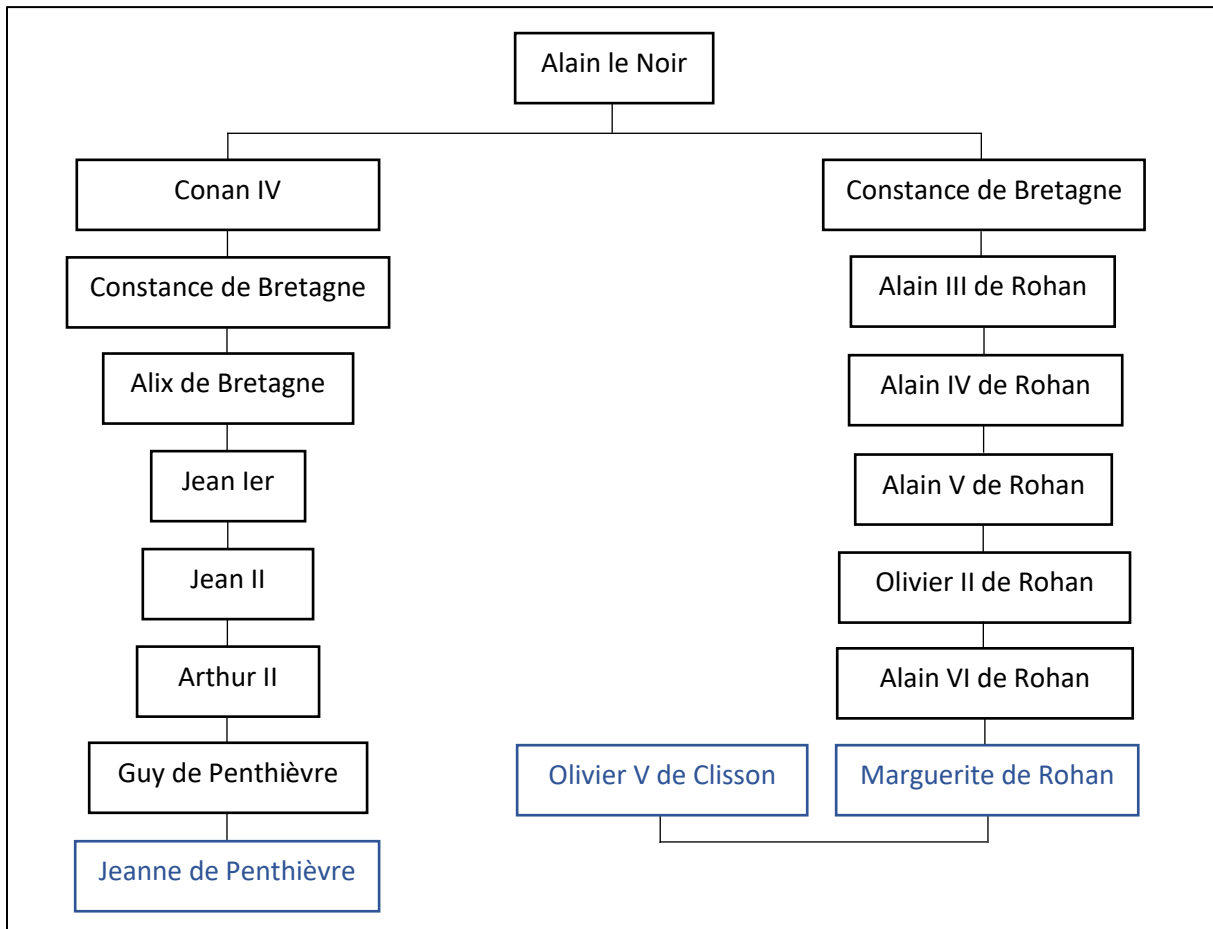 Alain le Noir
Conan IV
Constance de Bretagne
Constance de Bretagne
Alain III de Rohan
Alix de Bretagne
Alain IV de Rohan
Jean Ier
Alain V de Rohan
Jean II
Olivier II de Rohan
Arthur II
Alain VI de Rohan
Guy de Penthièvre
Olivier V de Clisson
Marguerite de Rohan
Jeanne de Penthièvre